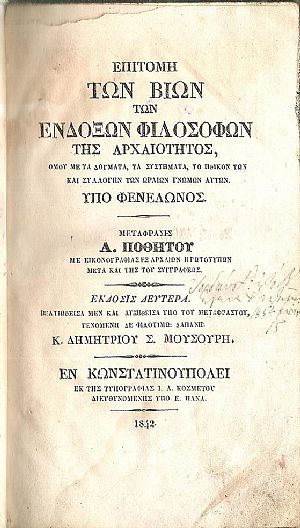 ΕΠΙΤΟΜΗ
ΤΩΝ ΒΙΩΝ
ΤΩΝ
ΕΝΔΟΞΩΝ ΦΙΛΟΣΟΦΩΝ
ΤΗΣ ΑΡΧΑΙΟΤΗΤΟΣ,
ΟΜΟΥ ΜΕ ΤΑ ΔΟΓΜΑΤΑ, ΤΑ ΣΥΣΤΗΜΑΤΑ, ΤΟ ΗΘΙΚΟΝ ΤΩΝ
ΚΑΙ ΣΥΛΛΟΓΗΝ ΤΩΝ ΩΡΑΙΩΝ ΓΝΩΜΩΝ ΑΥΤΩΝ.
ΥΠΟ ΦΕΝΕΛΩΝΟΣ.
ΜΕΤΑΦΡΑΣΙΣ
Δ. ΠΟΘΗΤΟΥ
ΜΕ ΕΙΚΟΝΟΓΡΑΦΙΑΣ ΕΞ ΑΡΧΑΙΩΝ ΠΡΩΤΟΤΥΠΩΝ
ΜΕΤΑ ΚΑΙ ΤΗΣ ΤΟΥ ΣΥΓΓΡΑΦΕΩΣ.
ΕΚΔΟΣΙΣ ΔΕΥΤΕΡΑ.
ΒΕΛΤΙΩΘΕΙΣΑ ΜΕΝ ΚΑΙ ΑΥΞΗΘΕΙΣΑ ΥΠΟ ΤΟΥ ΜΕΤΑΦΡΑΣΤΟΥ,
ΓΕΝΟΜΕΝΗ ΔΕ ΦΙΛΟΤΙΜΩ ΔΑΠΑΝΗ
Κ. ΔΗΜΗΤΡΙΟΥ Σ. ΜΟΥΣΟΥΡΗ.
ΕΝ ΚΩΝΣΤΑΝΤΙΝΟΥΠΟΛΕΙ
ΕΚ ΤΗΣ ΤΥΠΟΓΡΑΦΙΑΣ Ι. Λ. ΚΟΣΜΕΤΟΥ
ΔΙΕΥΘΥΝΟΜΕΝΗΣ ΥΠΟ Ε. ΠΑΝΑ.
1842